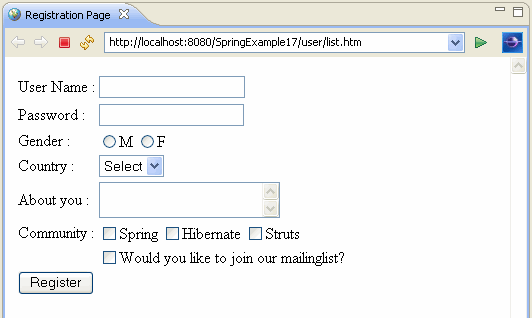 Registration Page
http://localhost:8080/SpringExample17/user/list.htm
User Name :
Password :
Gender : M F
Country : Select
About you :
Community : Spring Hibernate Struts
Would you like to join our mailinglist?
Register